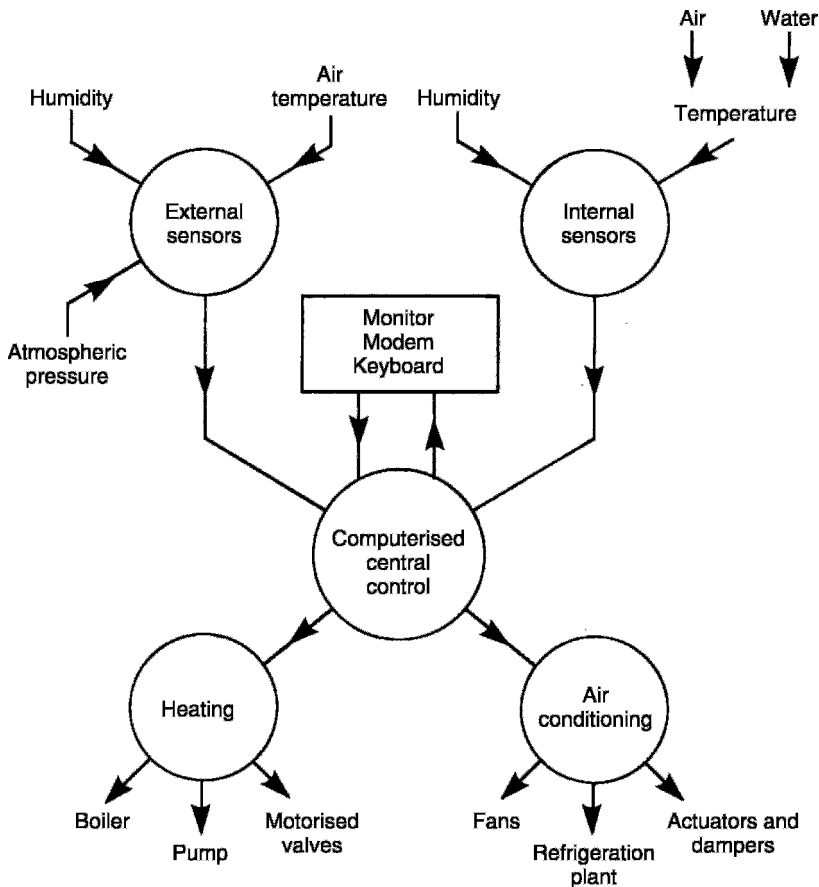 Air
Water
Humidity
Air
temperature
Humidity
Temperature
External
sensors
Internal
sensors
Atmospheric
pressure
Monitor
Modem
Keyboard
Computerised
central
control
Heating
Air
conditioning
Boiler
Pump
Motorised
valves
Fans
Refrigeration
plant
Actuators and
dampers